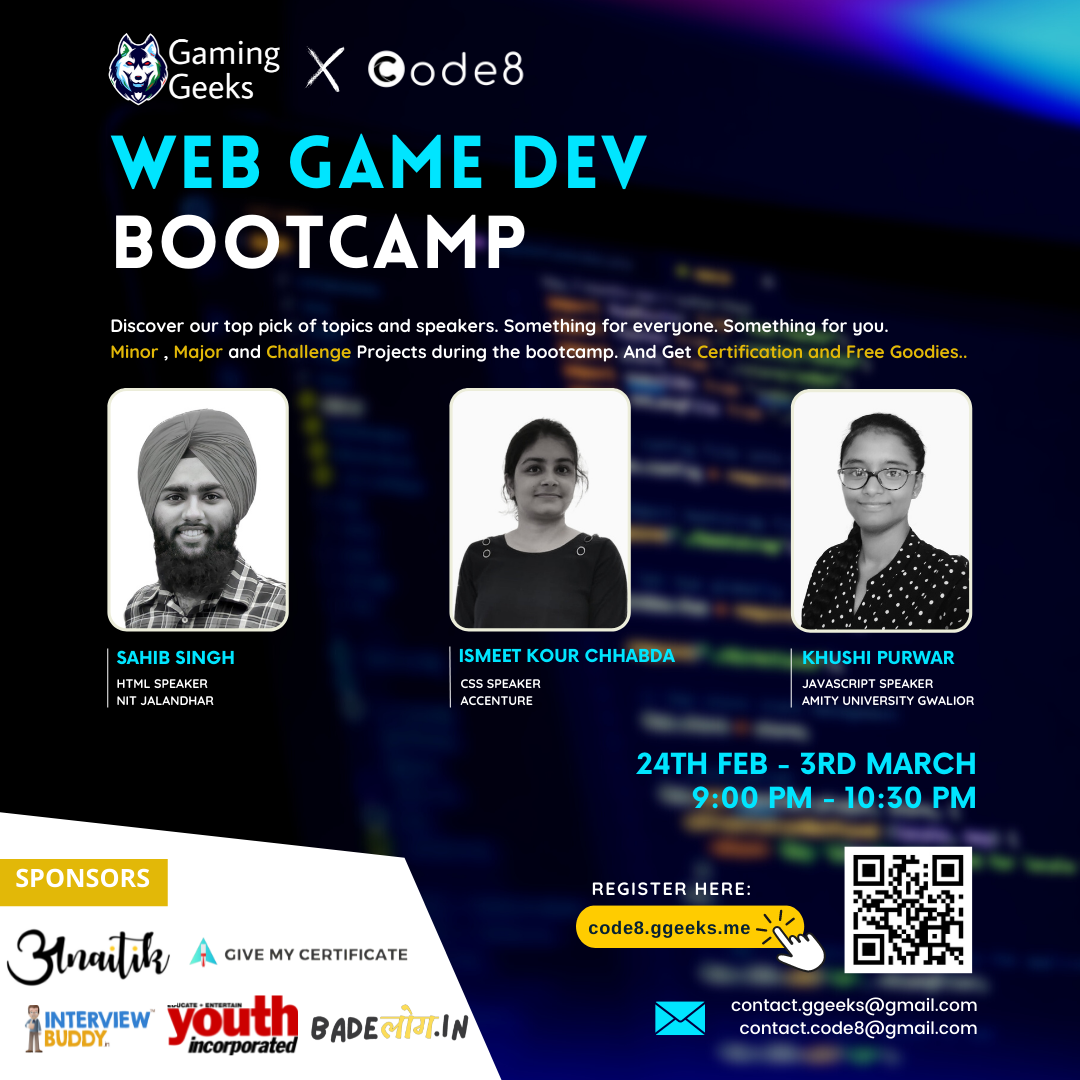 Gaming Geeks
X
Code8
WEB GAME DEV
BOOTCAMP
Discover our top pick of topics and speakers. Something for everyone. Something for you.
Minor , Major and Challenge Projects during the bootcamp. And Get Certification and Free Goodies..
SAHIB SINGH
HTML SPEAKER
NIT JALANDHAR
ISMEET KOUR CHHABDA
CSS SPEAKER
ACCENTURE
KHUSHI PURWAR
JAVASCRIPT SPEAKER
AMITY UNIVERSITY GWALIOR
24TH FEB - 3RD MARCH
9:00 PM - 10:30 PM
SPONSORS
REGISTER HERE:
code8.ggeeks.me
अnaitik
GIVE MY CERTIFICATE
INTERVIEW
BUDDY
EDUCATE + ENTERTAIN
youth
incorporated
BADEलोग.IN
contact.ggeeks@gmail.com
contact.code8@gmail.com